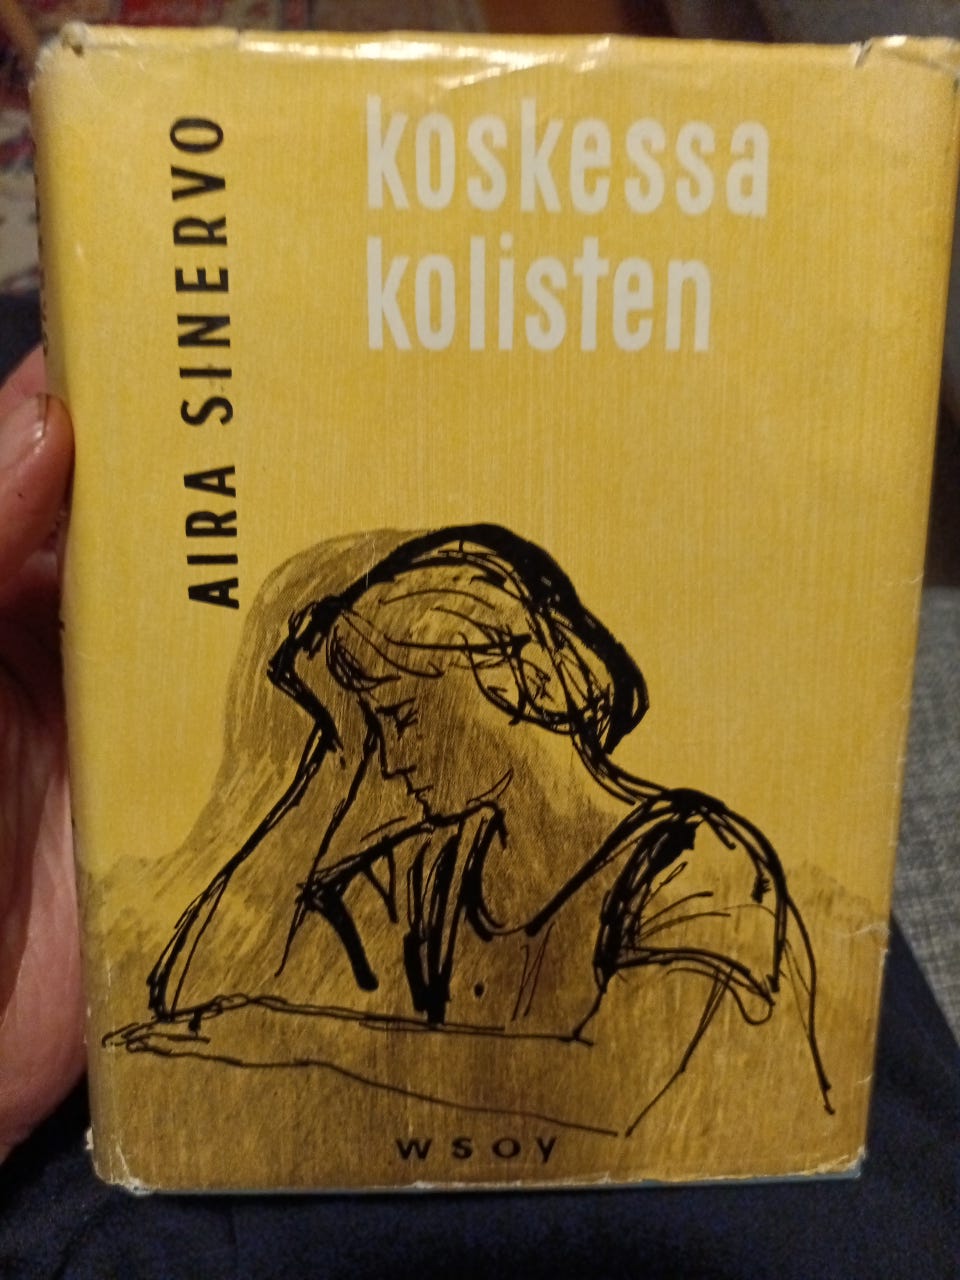 AIRA SINERVO
koskessa
kolisten
WSOY